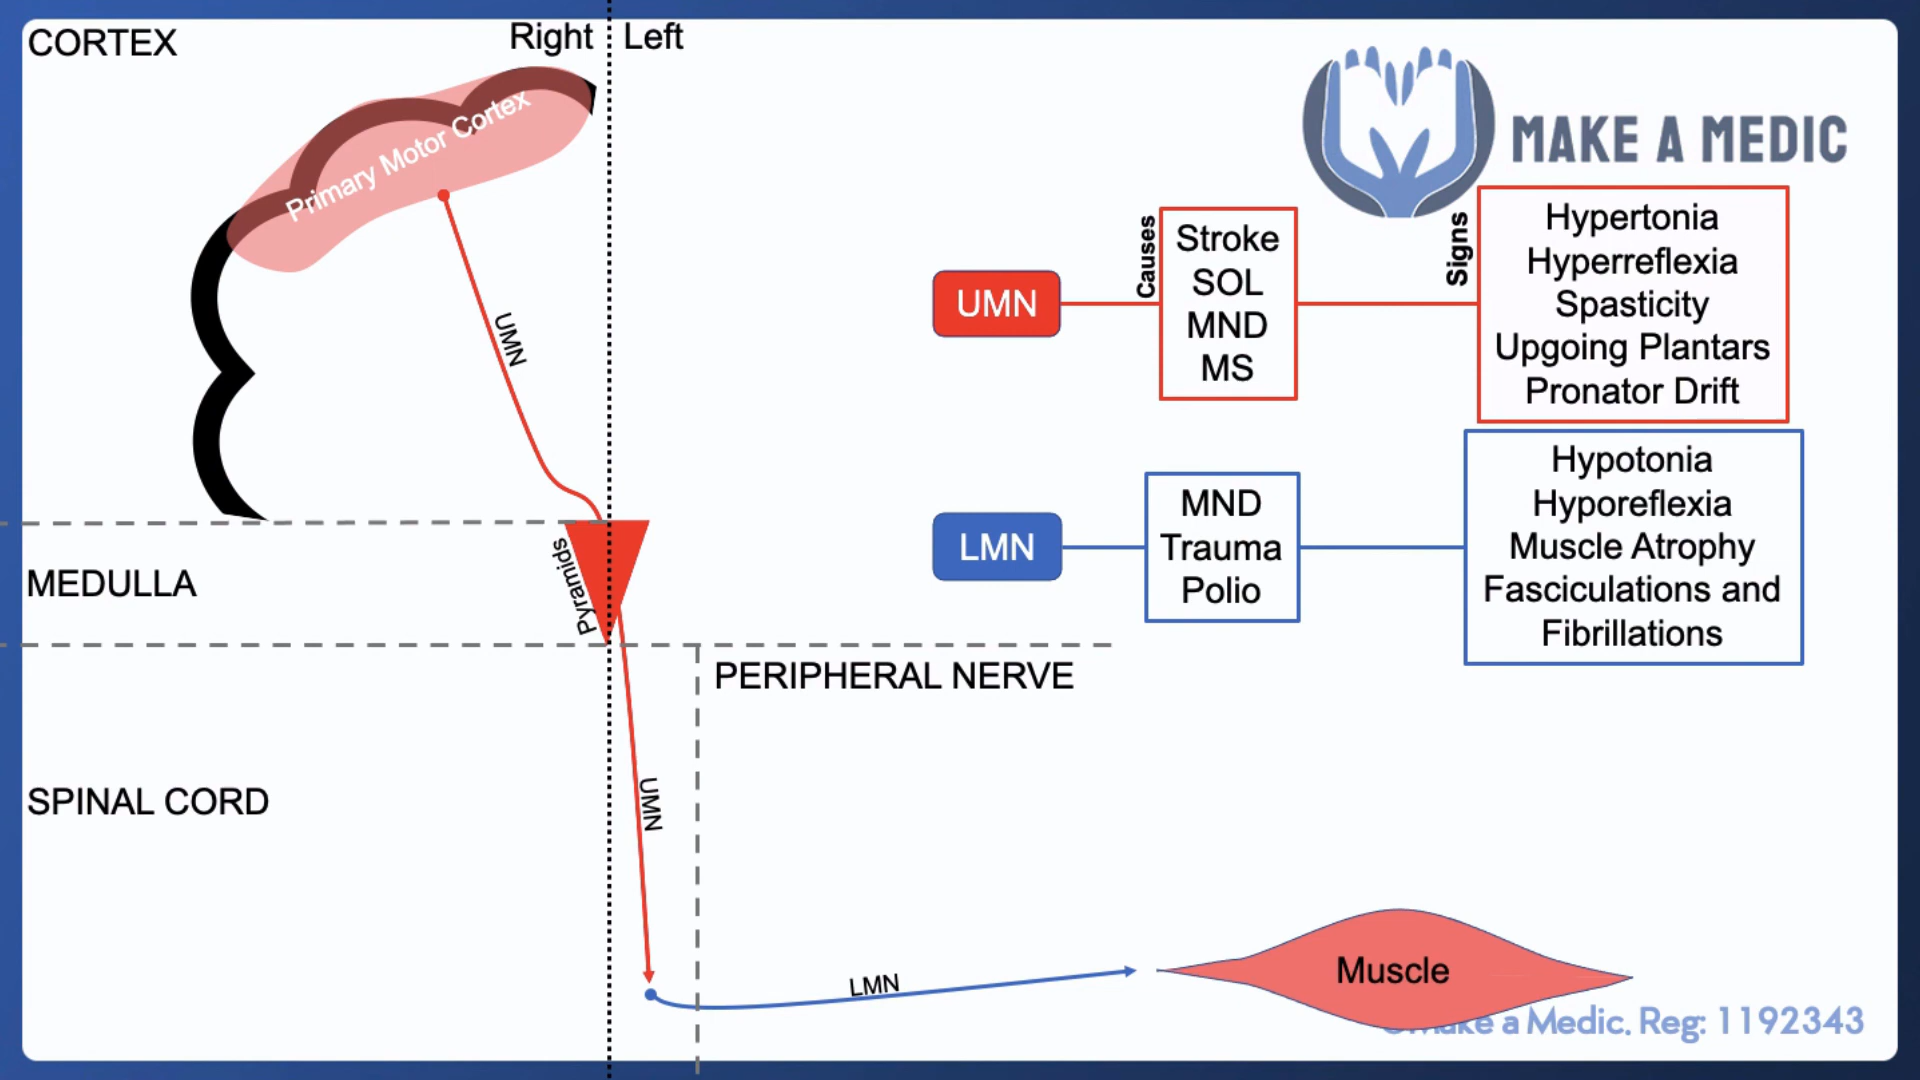 CORTEX
Right
Left
Primary Motor Cortex
UMN
MEDULLA
Pyramids
SPINAL CORD
UMN
PERIPHERAL NERVE
LMN
Muscle
MAKE A MEDIC
UMN
Causes
Stroke
SOL
MND
MS
Signs
Hypertonia
Hyperreflexia
Spasticity
Upgoing Plantars
Pronator Drift
LMN
MND
Trauma
Polio
Hypotonia
Hyporeflexia
Muscle Atrophy
Fasciculations and
Fibrillations
a Medic. Reg: 1192343